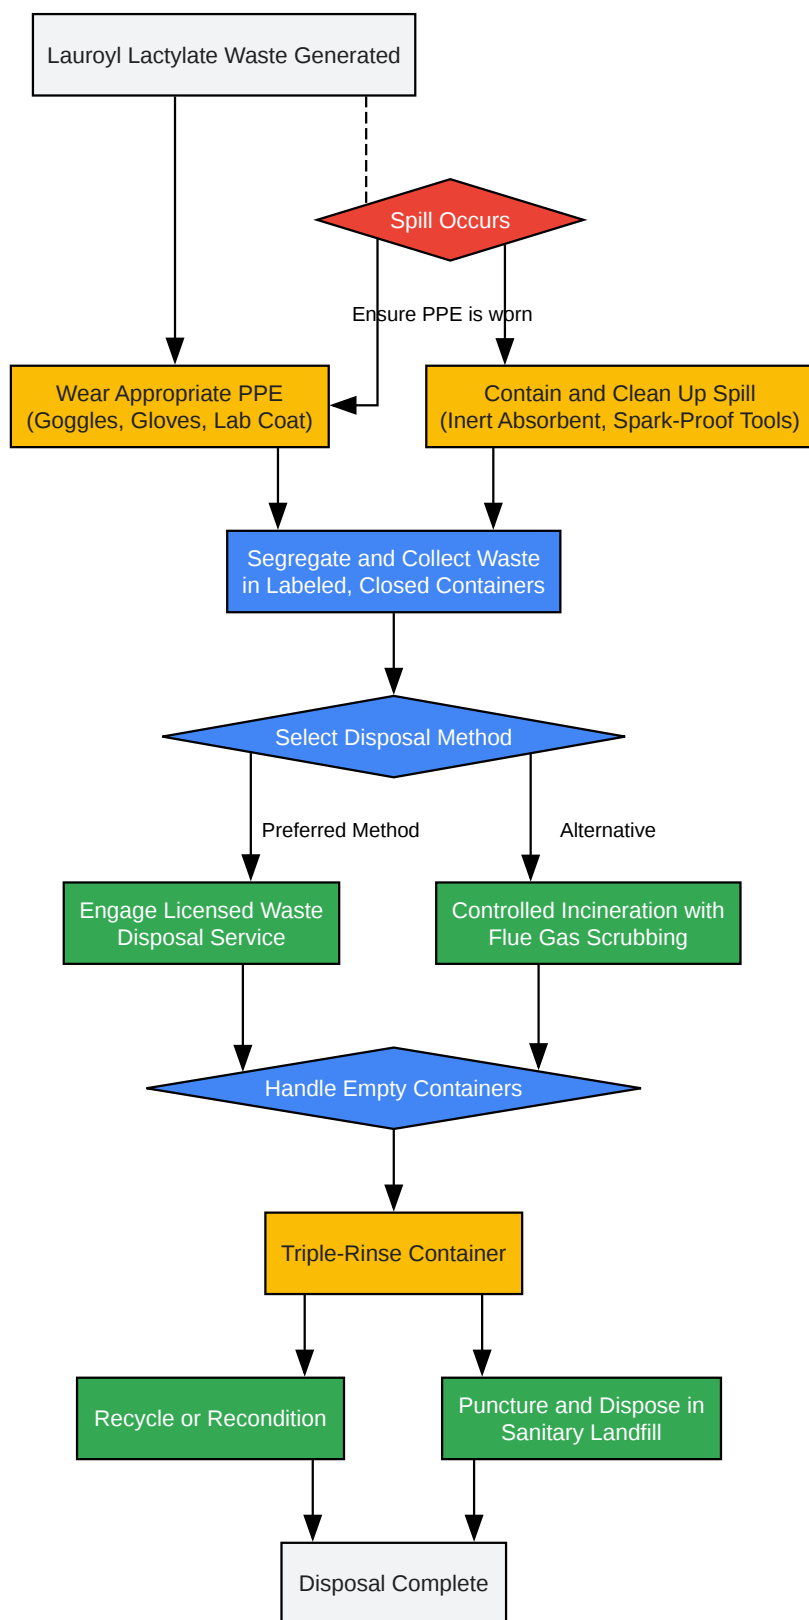 Lauroyl Lactylate Waste Generated
Spill Occurs
Ensure PPE is worn
Wear Appropriate PPE
(Goggles, Gloves, Lab Coat)
Contain and Clean Up Spill
(Inert Absorbent, Spark-Proof Tools)
Segregate and Collect Waste
in Labeled, Closed Containers
Select Disposal Method
Preferred Method
Alternative
Engage Licensed Waste
Disposal Service
Controlled Incineration with
Flue Gas Scrubbing
Handle Empty Containers
Triple-Rinse Container
Recycle or Recondition
Puncture and Dispose in
Sanitary Landfill
Disposal Complete